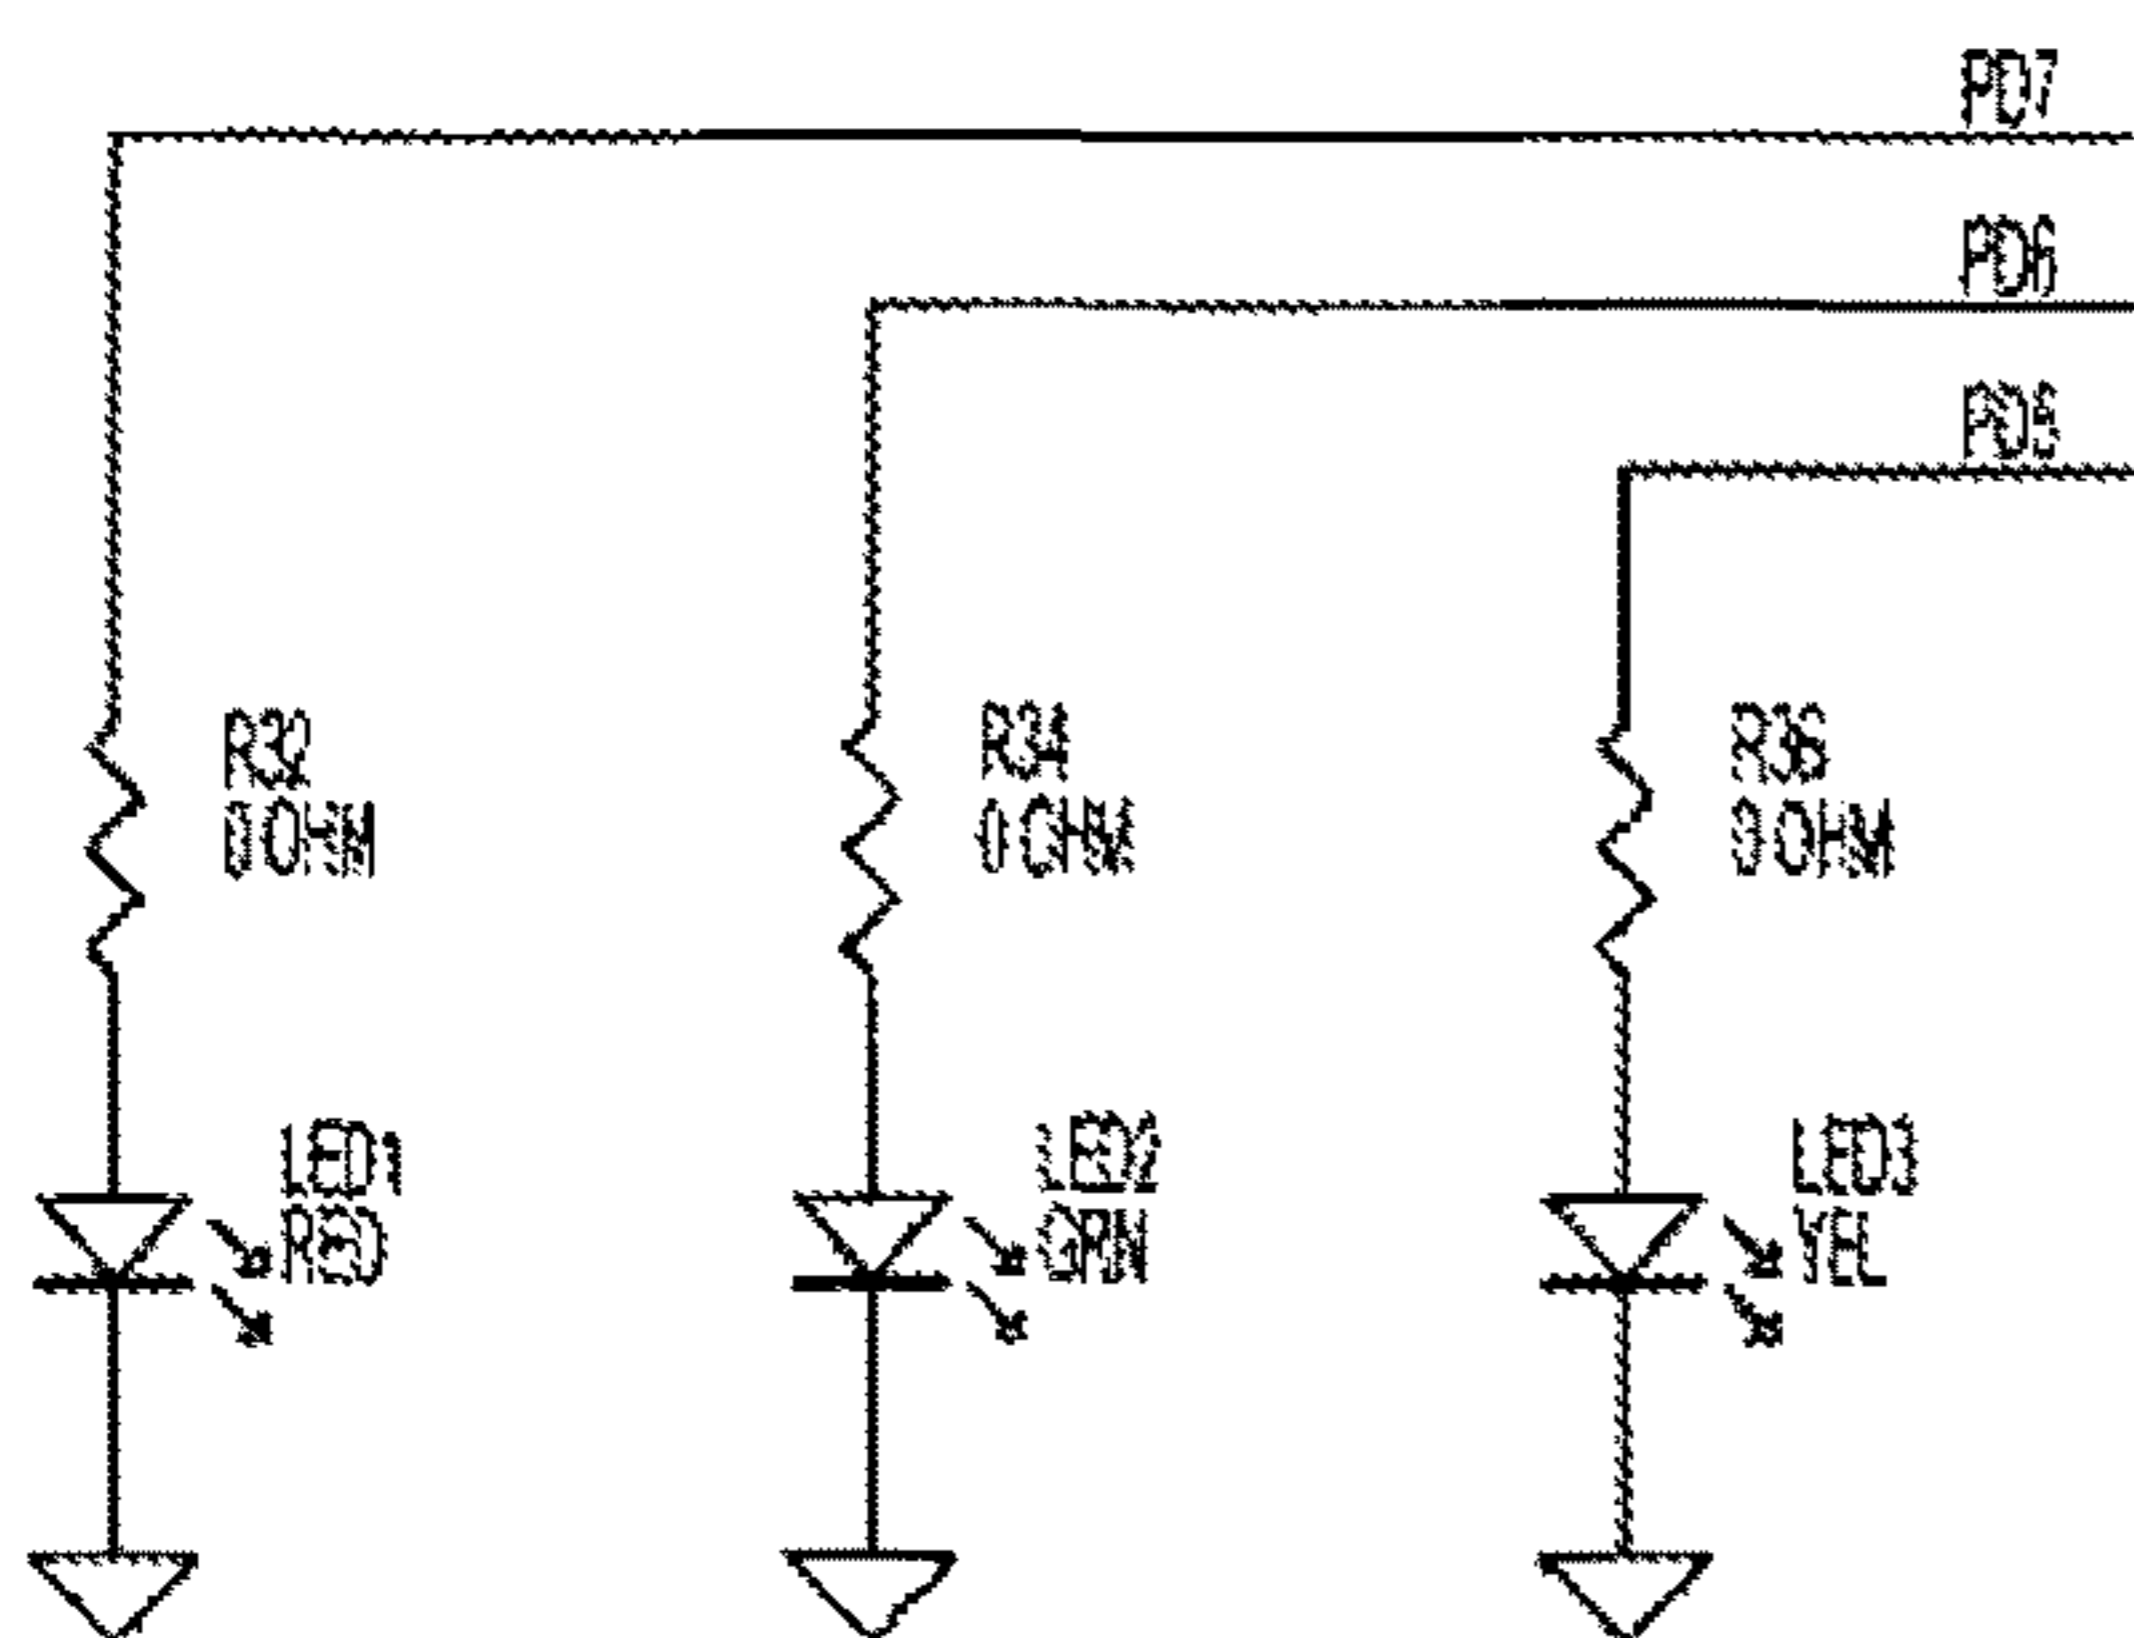 PD7
PD6
PD5
R32
0 OHM
R34
0 OHM
R36
0 OHM
LED1
RED
LED2
GRN
LED3
YEL